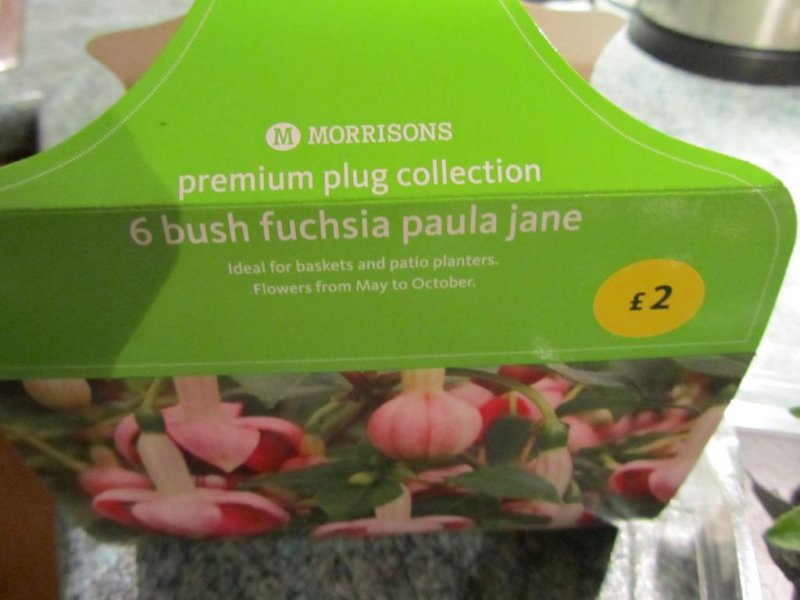 M MORRISONS
premium plug collection
6 bush fuchsia paula jane
Ideal for baskets and patio planters.
Flowers from May to October.
£2